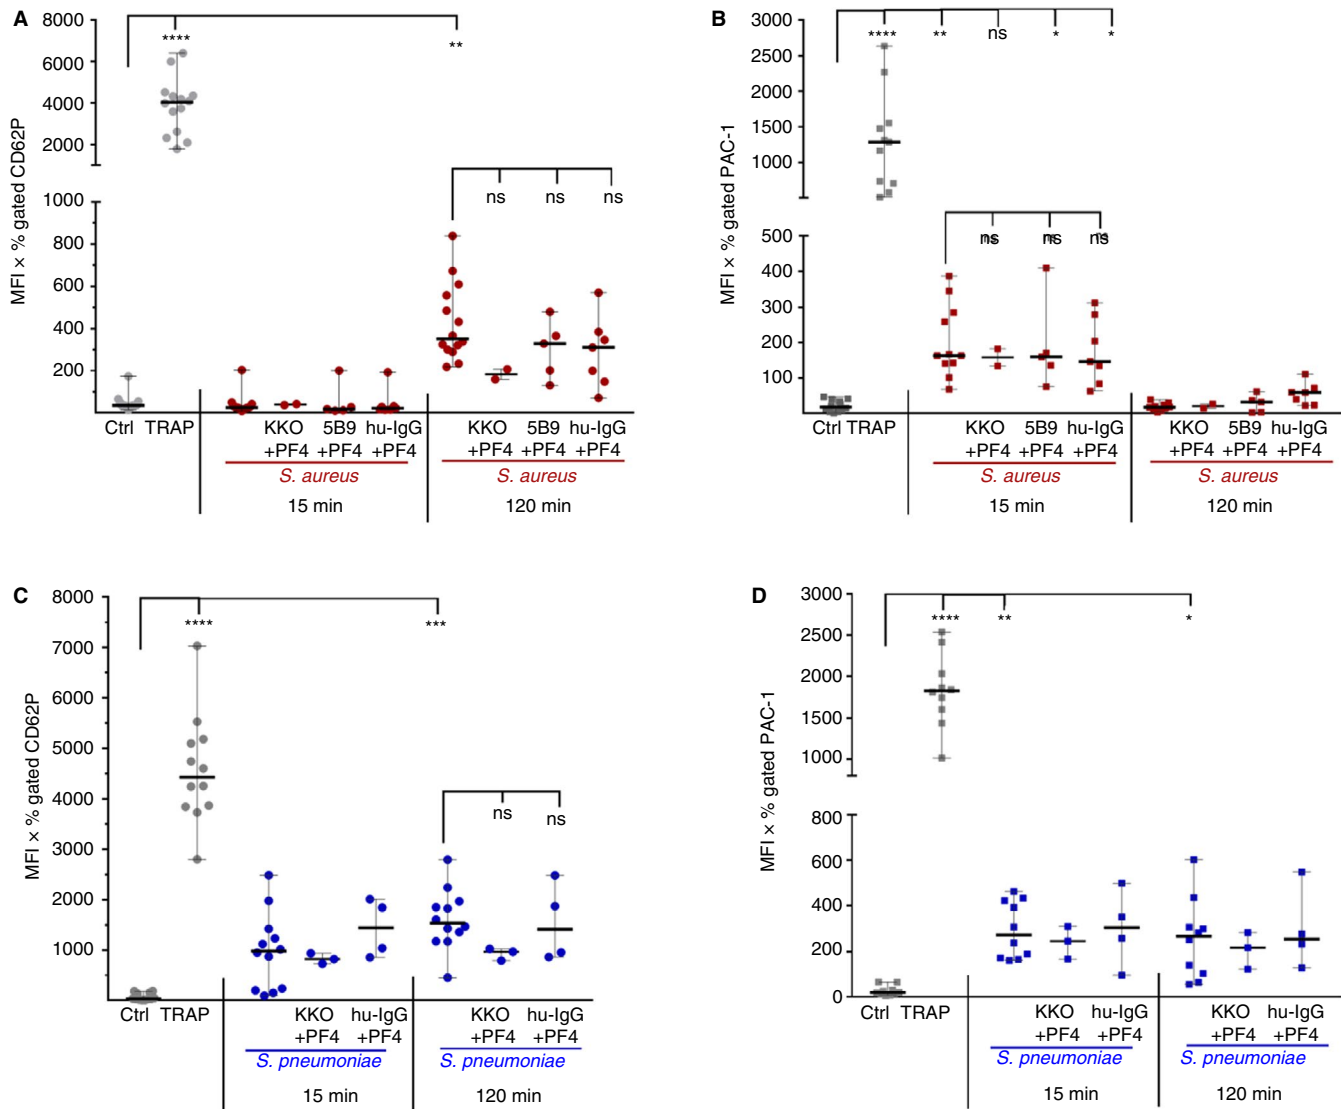 A
8000
6000
4000
2000
1000
800
600
400
200
MFI × % gated CD62P
****
**
ns ns ns
Ctrl TRAP KKO 5B9 hu-IgG KKO 5B9 hu-IgG
+PF4 +PF4 +PF4 +PF4 +PF4 +PF4
S. aureus S. aureus
15 min 120 min
B
3000
2500
2000
1500
1000
500
400
300
200
100
MFI × % gated PAC-1
**** ** ns * *
ns ns ns
Ctrl TRAP KKO 5B9 hu-IgG KKO 5B9 hu-IgG
+PF4 +PF4 +PF4 +PF4 +PF4 +PF4
S. aureus S. aureus
15 min 120 min
C
8000
7000
6000
5000
4000
3000
2000
1000
MFI × % gated CD62P
**** ***
ns ns
Ctrl TRAP KKO hu-IgG KKO hu-IgG
+PF4 +PF4 +PF4 +PF4
S. pneumoniae S. pneumoniae
15 min 120 min
D
3000
2500
2000
1500
1000
800
600
400
200
0
MFI × % gated PAC-1
**** ** *
Ctrl TRAP KKO hu-IgG KKO hu-IgG
+PF4 +PF4 +PF4 +PF4
S. pneumoniae S. pneumoniae
15 min 120 min